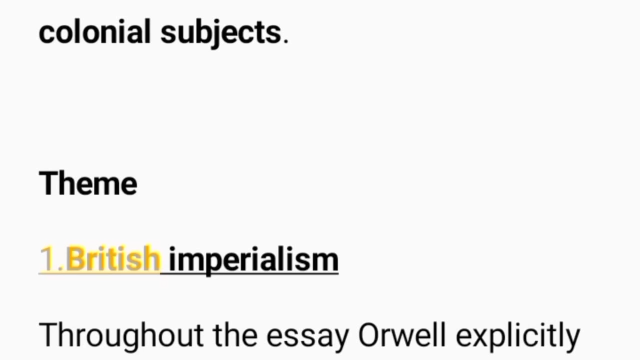 colonial subjects.
Theme
1.British imperialism
Throughout the essay Orwell explicitly